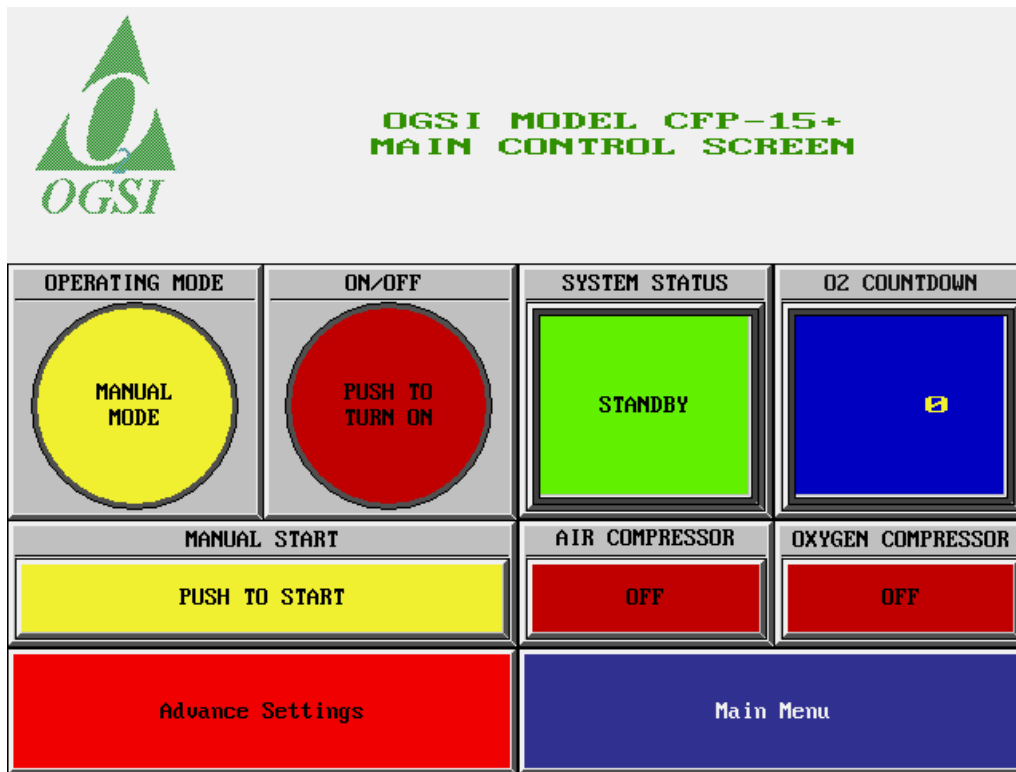 O2
OGSI
OGSI MODEL CFP-15+
MAIN CONTROL SCREEN
OPERATING MODE
ON/OFF
SYSTEM STATUS
O2 COUNTDOWN
MANUAL
MODE
PUSH TO
TURN ON
STANDBY
0
MANUAL START
AIR COMPRESSOR
OXYGEN COMPRESSOR
PUSH TO START
OFF
OFF
Advance Settings
Main Menu